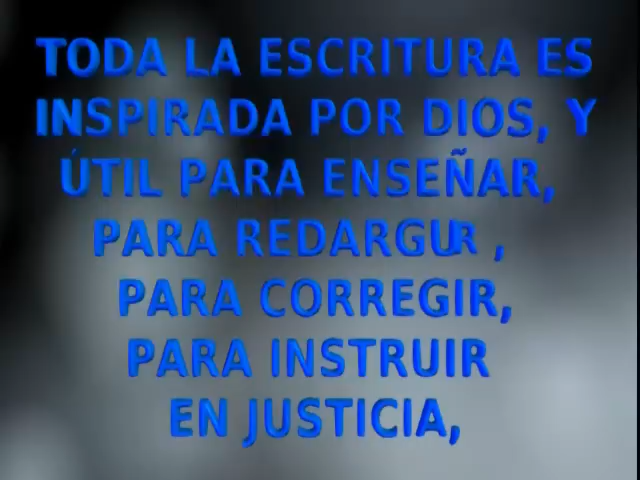 TODA LA ESCRITURA ES
INSPIRADA POR DIOS, Y
ÚTIL PARA ENSEÑAR,
PARA REDARGUR ,
PARA CORREGIR,
PARA INSTRUIR
EN JUSTICIA,